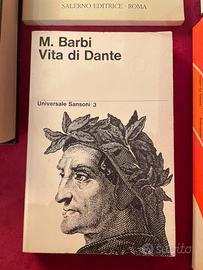 SALERNO EDITRICE · ROMA
M. Barbi
Vita di Dante
Universale Sansoni / 3
subito